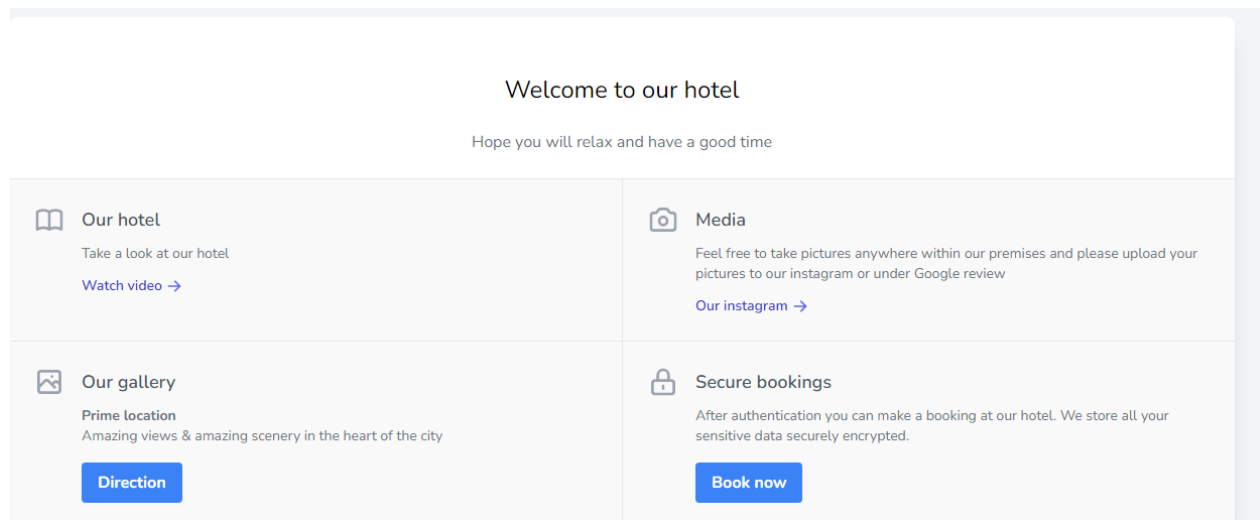 Welcome to our hotel
Hope you will relax and have a good time
Our hotel
Take a look at our hotel
Watch video →
Media
Feel free to take pictures anywhere within our premises and please upload your
pictures to our instagram or under Google review
Our instagram →
Our gallery
Prime location
Amazing views & amazing scenery in the heart of the city
Direction
Secure bookings
After authentication you can make a booking at our hotel. We store all your
sensitive data securely encrypted.
Book now